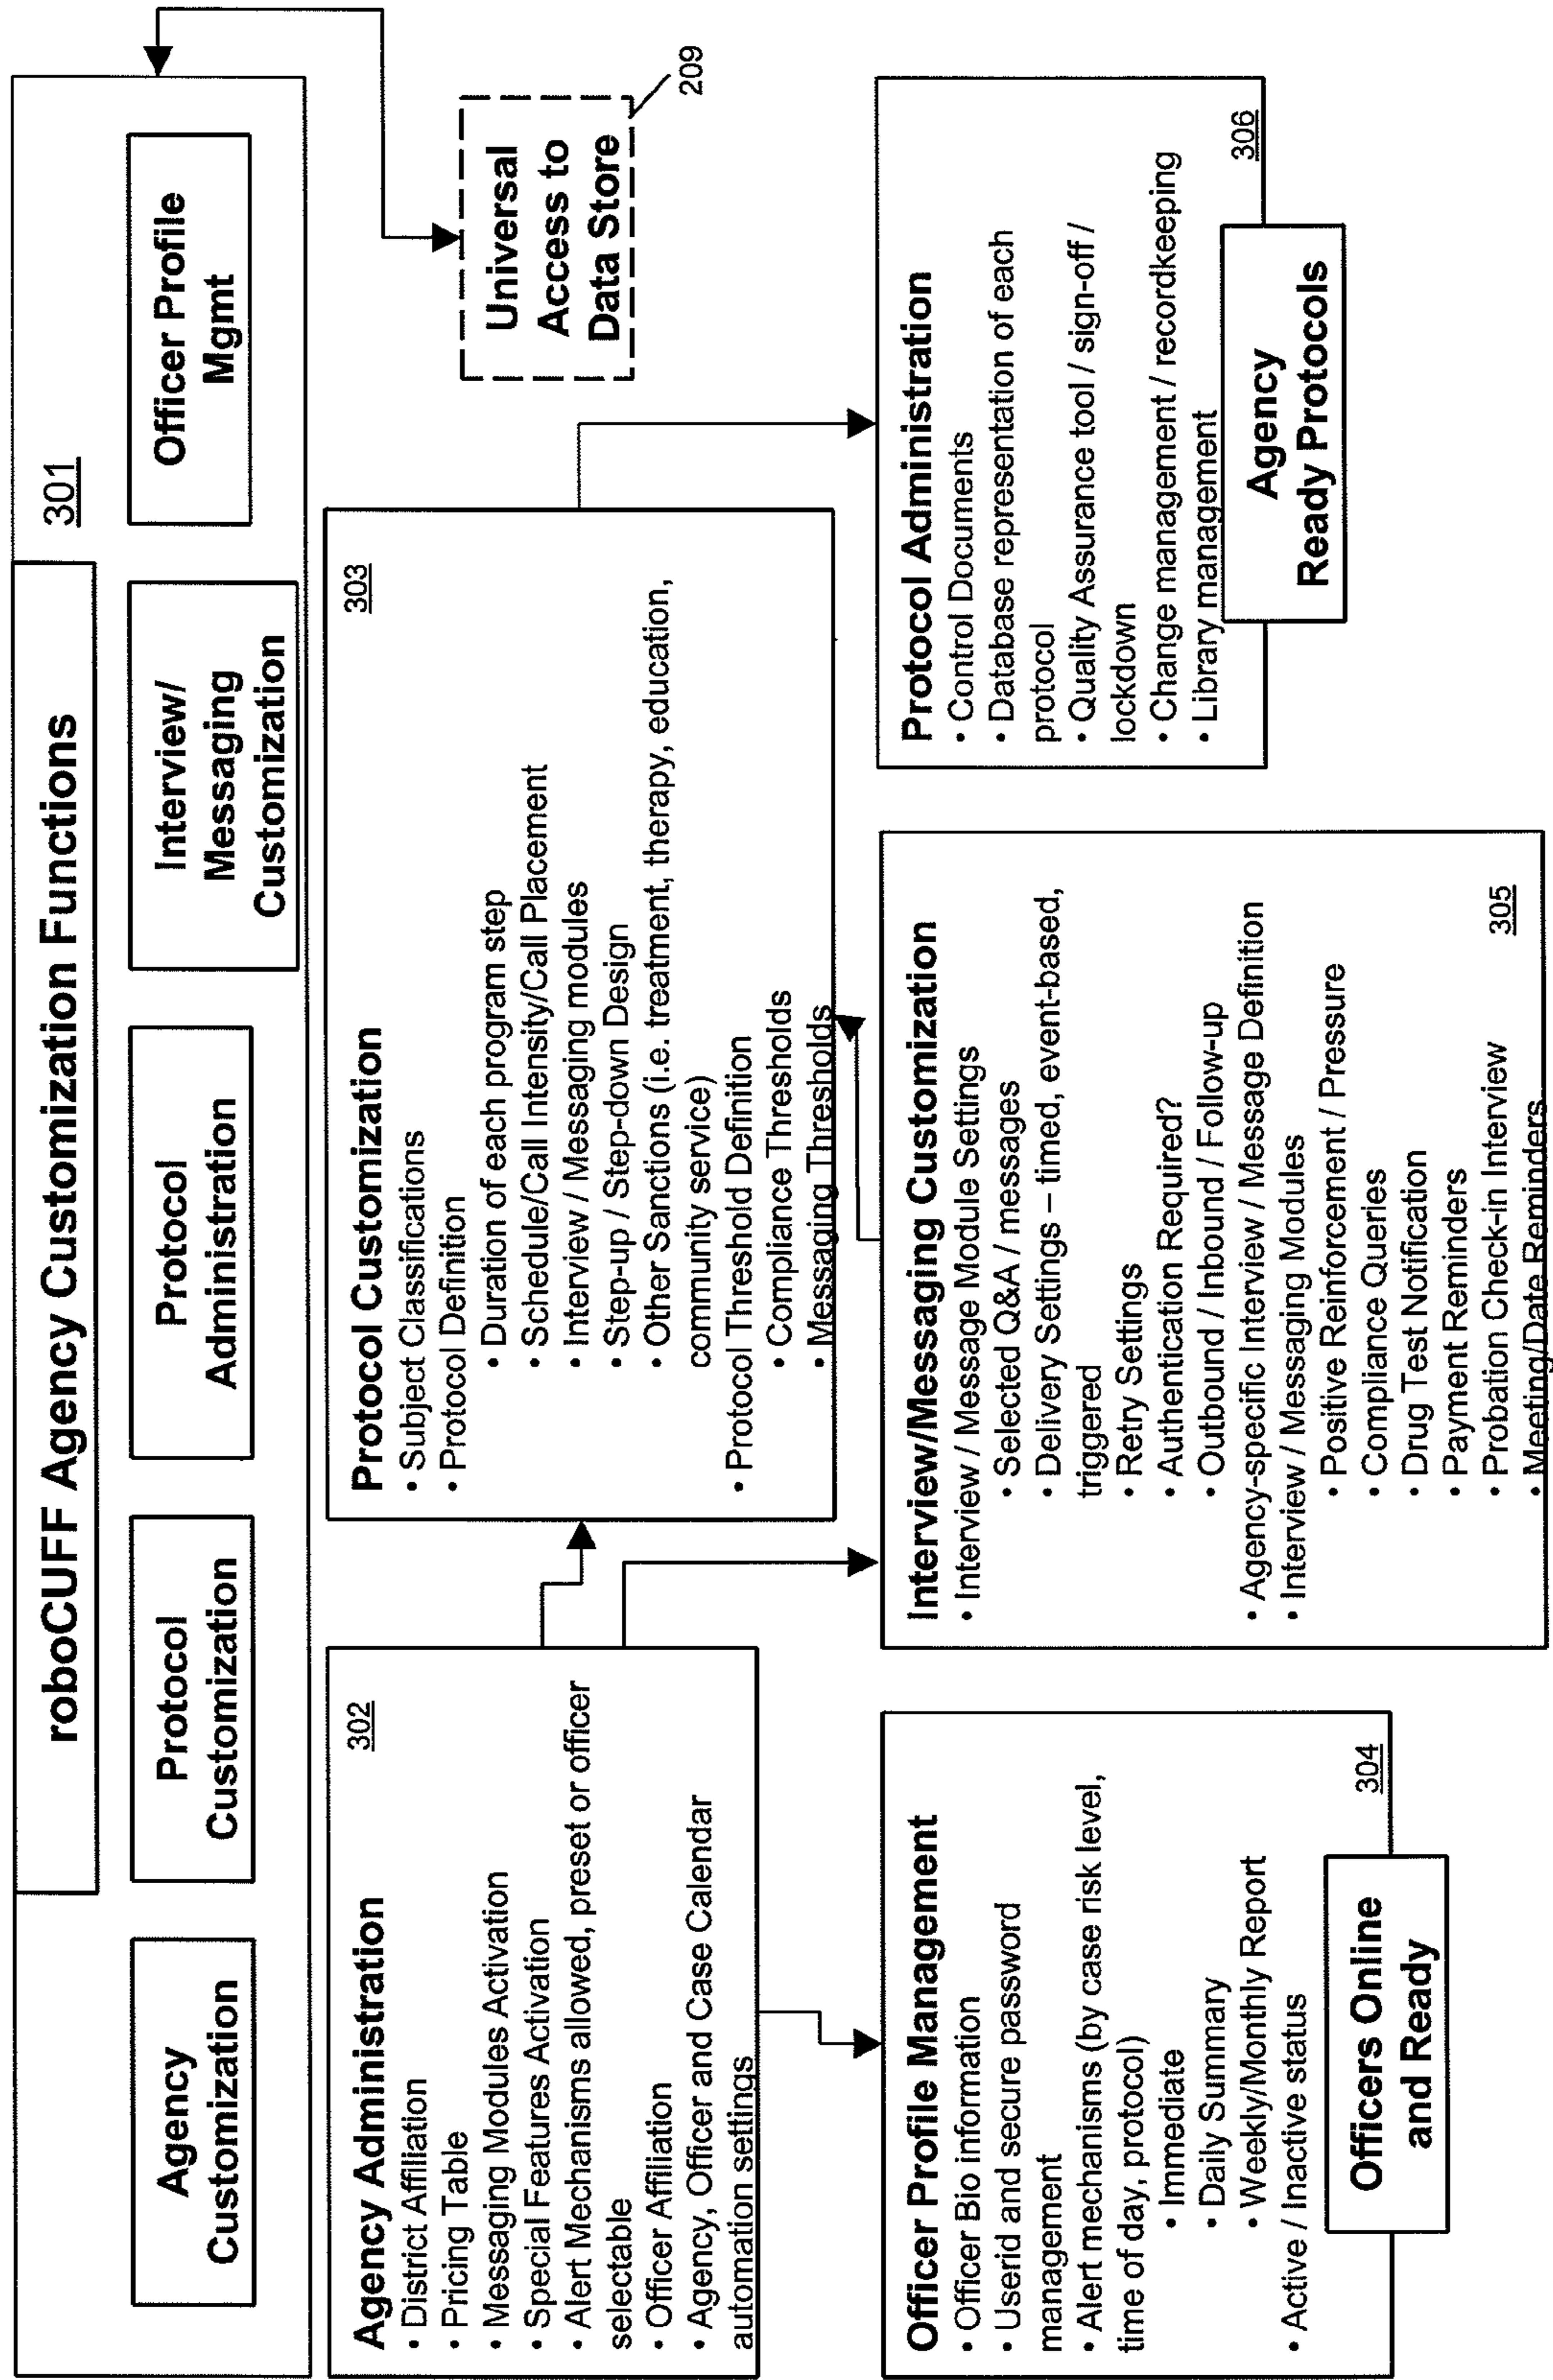 roboCUFF Agency Customization Functions
301
Agency
Customization
Protocol
Customization
Protocol
Administration
Interview/
Messaging
Customization
Officer Profile
Mgmt
Agency Administration
302
• District Affiliation
• Pricing Table
• Messaging Modules Activation
• Special Features Activation
• Alert Mechanisms allowed, preset or officer
selectable
• Officer Affiliation
• Agency, Officer and Case Calendar
automation settings
Protocol Customization
303
• Subject Classifications
• Protocol Definition
• Duration of each program step
• Schedule/Call Intensity/Call Placement
• Interview / Messaging modules
• Step-up / Step-down Design
• Other Sanctions (i.e. treatment, therapy, education,
community service)
• Protocol Threshold Definition
• Compliance Thresholds
• Messaging Thresholds
Universal
Access to
Data Store
209
Officer Profile Management
• Officer Bio information
• Userid and secure password
management
• Alert mechanisms (by case risk level,
time of day, protocol)
• Immediate
• Daily Summary
• Weekly/Monthly Report
• Active / Inactive status
304
Officers Online
and Ready
Interview/Messaging Customization
• Interview / Message Module Settings
• Selected Q&A / messages
• Delivery Settings – timed, event-based,
triggered
• Retry Settings
• Authentication Required?
• Outbound / Inbound / Follow-up
• Agency-specific Interview / Message Definition
• Interview / Messaging Modules
• Positive Reinforcement / Pressure
• Compliance Queries
• Drug Test Notification
• Payment Reminders
• Probation Check-in Interview
• Meeting/Date Reminders
305
Protocol Administration
• Control Documents
• Database representation of each
protocol
• Quality Assurance tool / sign-off /
lockdown
• Change management / recordkeeping
• Library management
306
Agency
Ready Protocols